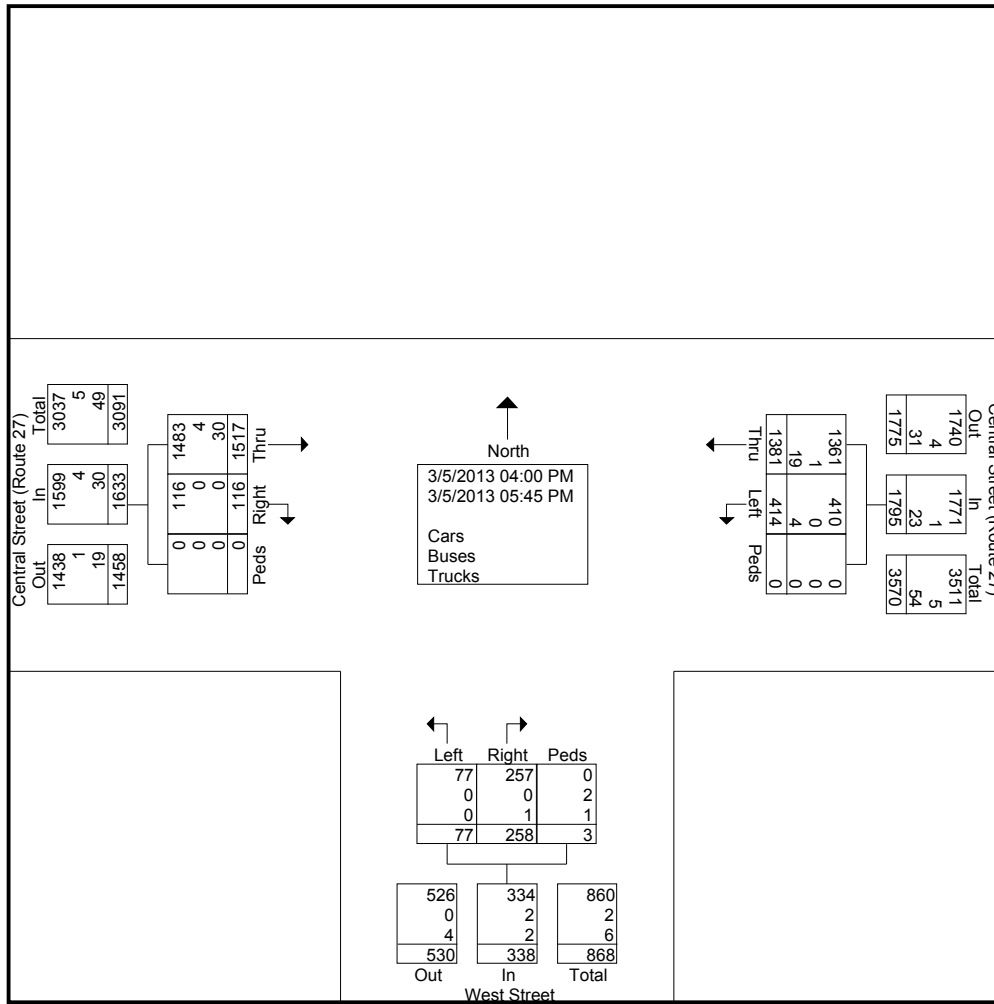 Central Street (Route 27)
Out In Total
1438 1599 3037
1 4 5
19 30 49
1458 1633 3091
0 116 1483
0 0 4
0 0 30
0 116 1517
Peds Right Thru
North
3/5/2013 04:00 PM
3/5/2013 05:45 PM
Cars
Buses
Trucks
Central Street (Route 27)
Out In Total
1740 1771 3511
4 1 5
31 23 54
1775 1795 3570
1361 410 0
1 0 0
19 4 0
1381 414 0
Thru Left Peds
Left Right Peds
77 257 0
0 0 2
0 1 1
77 258 3
526 334 860
0 2 2
4 2 6
530 338 868
Out In Total
West Street